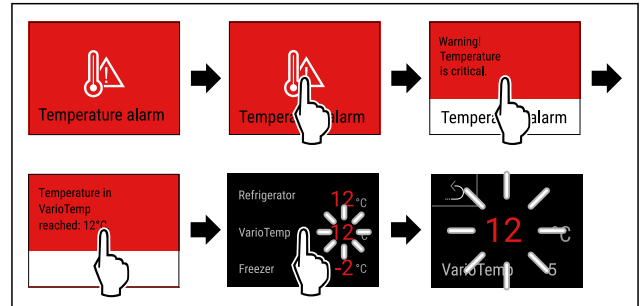 Temperature alarm
Temperature alarm
Warning!
Temperature
is critical.
Temperature alarm
Temperature in
VarioTemp
reached: 12°C
Refrigerator 12 °C
VarioTemp 12 °C
Freezer -2 °C
12 °C
VarioTemp 5